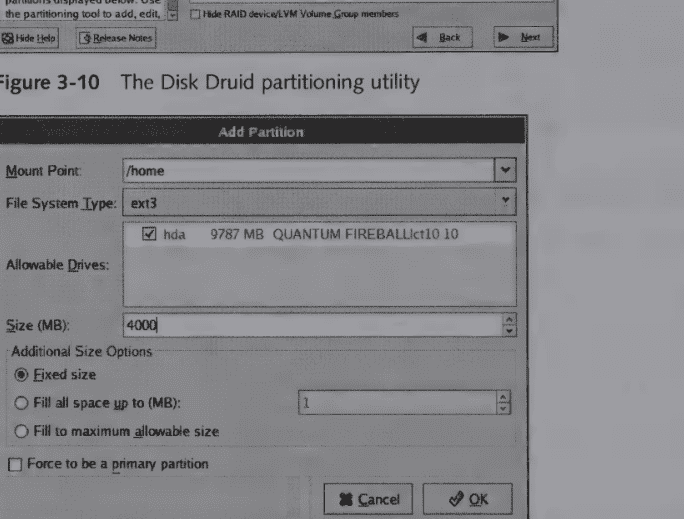 partitions displayed below. Use
the partitioning tool to add, edit,
Hide RAID device/LVM Volume Group members
Hide Help Release Notes Back Next
Figure 3-10 The Disk Druid partitioning utility
Add Partition
Mount Point: /home
File System Type: ext3
hda 9787 MB QUANTUM FIREBALLlct10 10
Allowable Drives:
Size (MB): 4000
Additional Size Options
Fixed size
Fill all space up to (MB): 1
Fill to maximum allowable size
Force to be a primary partition
Cancel OK